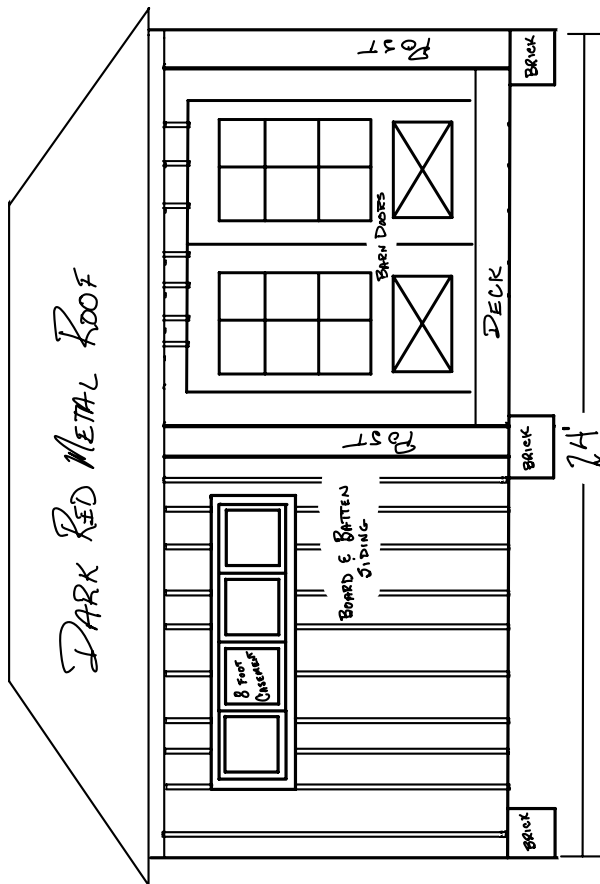 DARK RED METAL ROOF
8 FOOT
CASEMENT
BOARD & BATTEN
SIDING
POST
BARN DOORS
POST
DECK
BRICK
BRICK
BRICK
24'